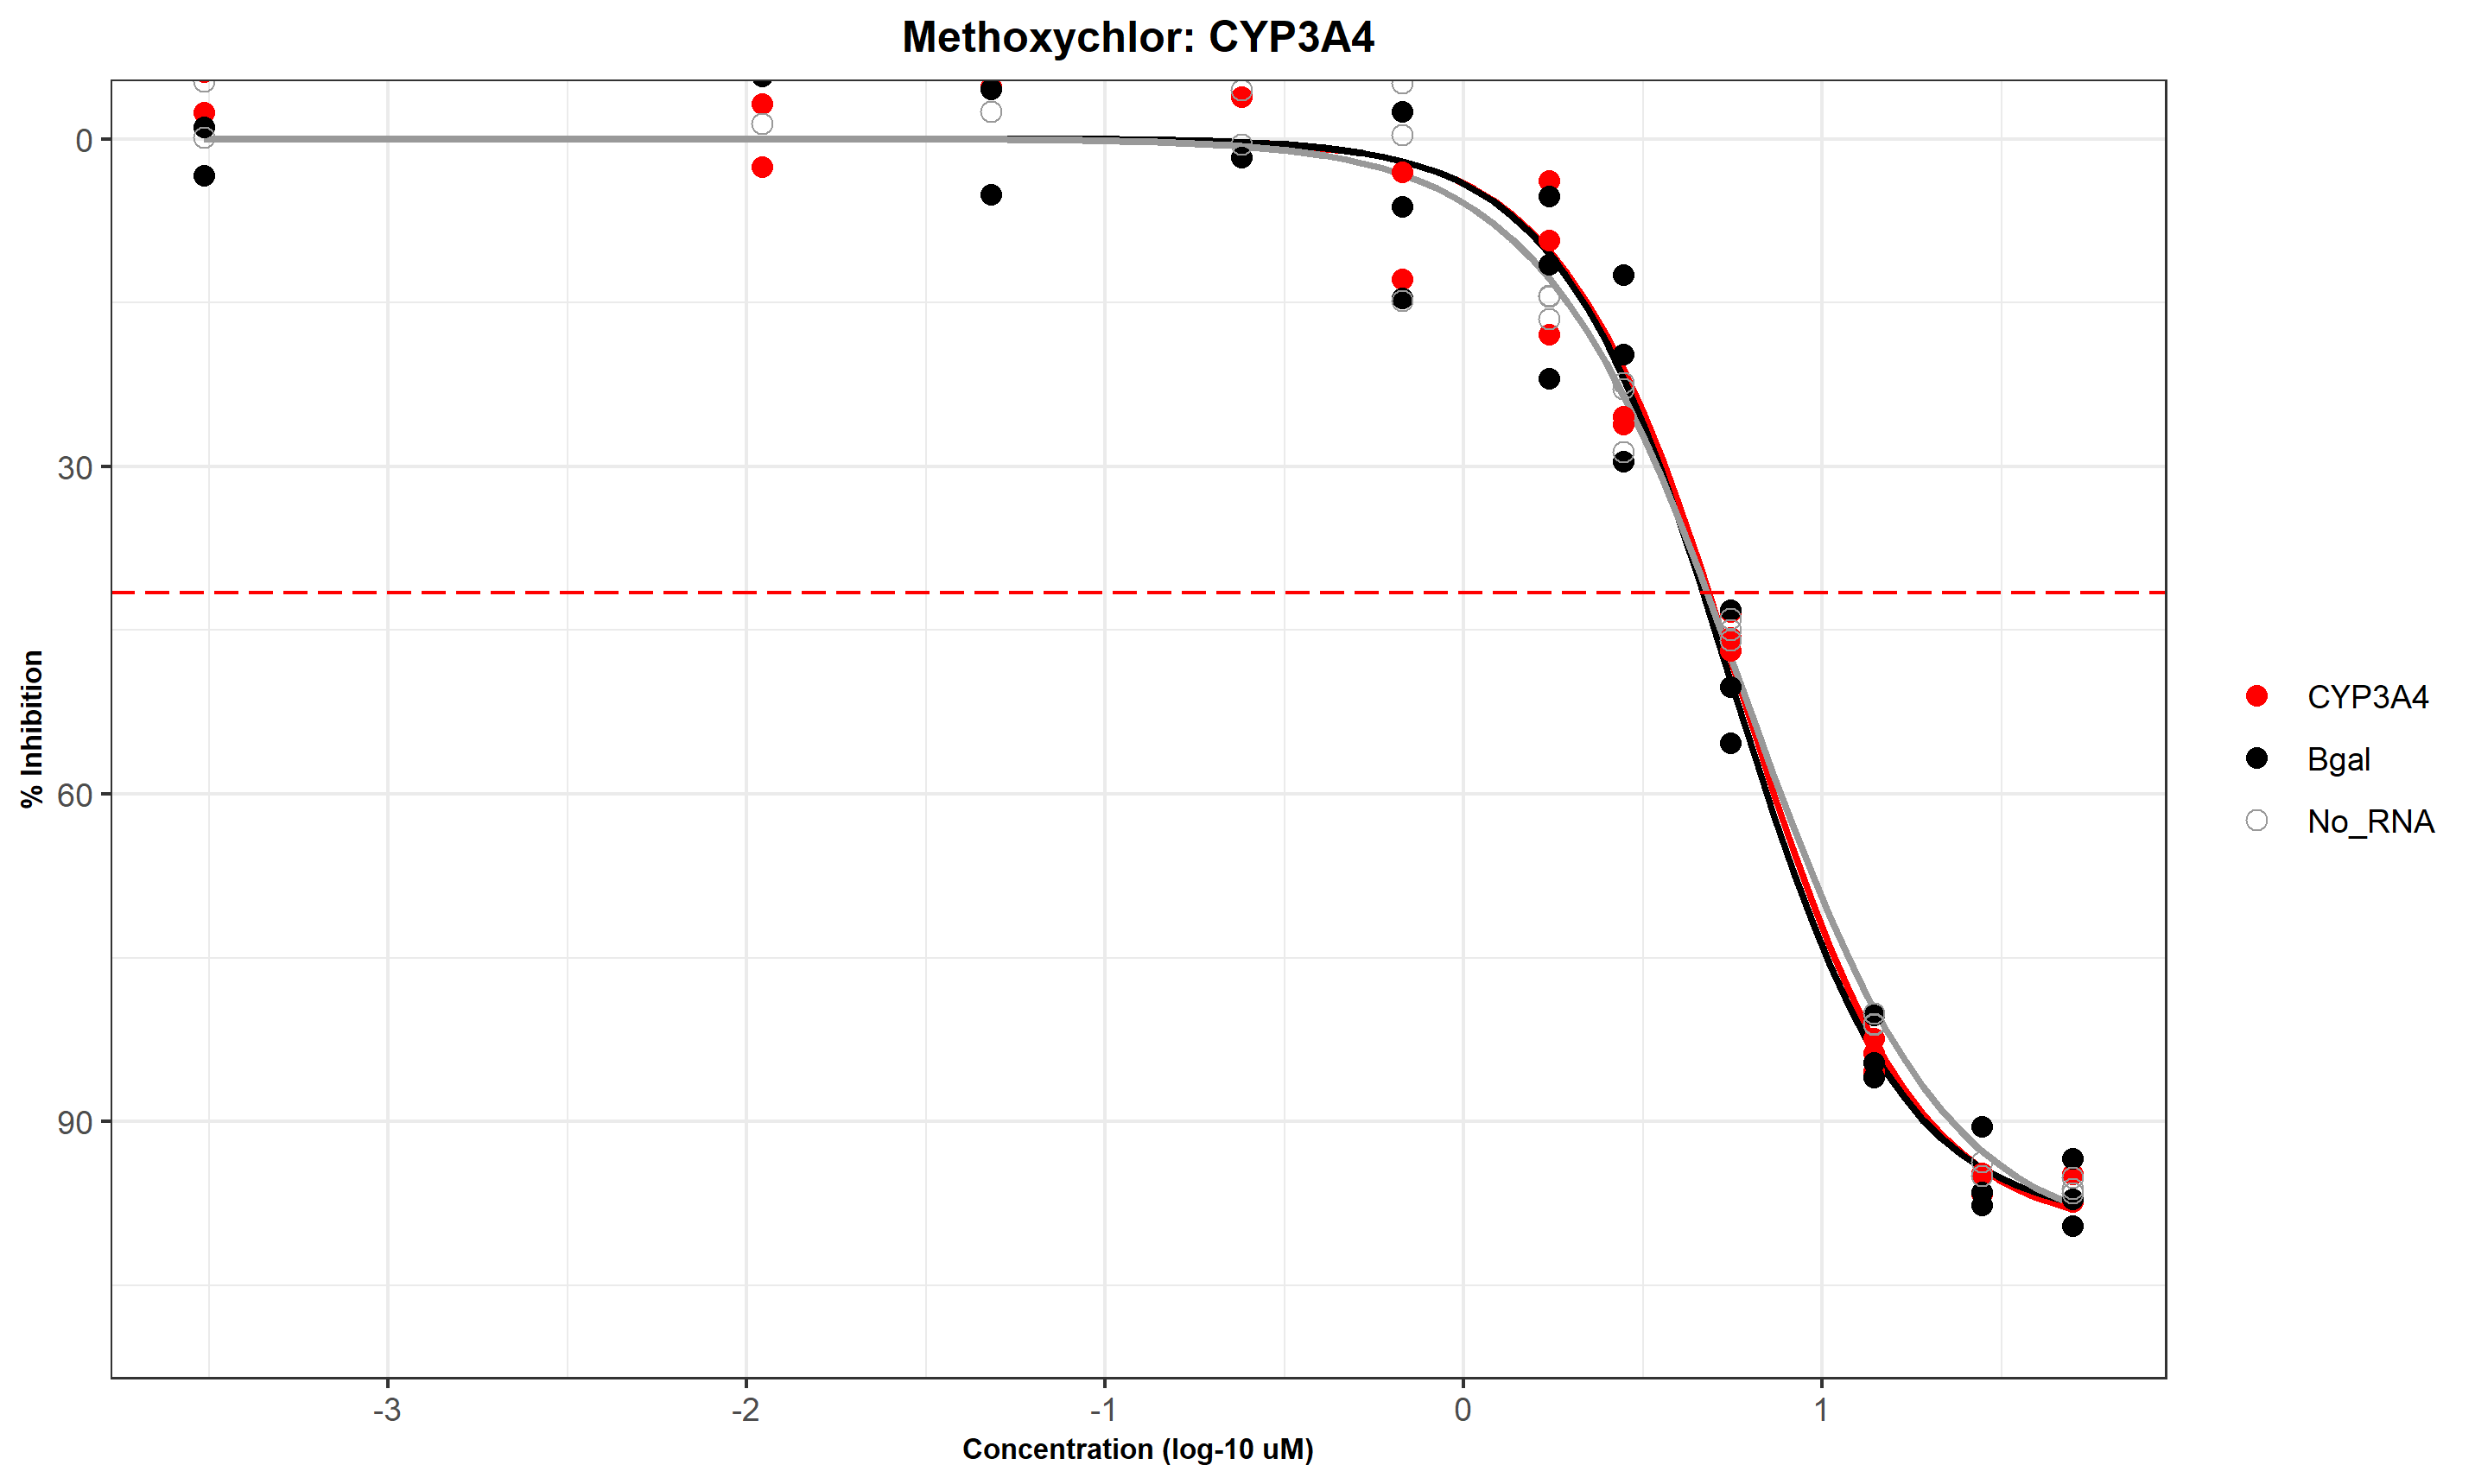 Methoxychlor: CYP3A4
0
30
60
90
% Inhibition
-3
-2
-1
0
1
Concentration (log-10 uM)
CYP3A4
Bgal
No_RNA